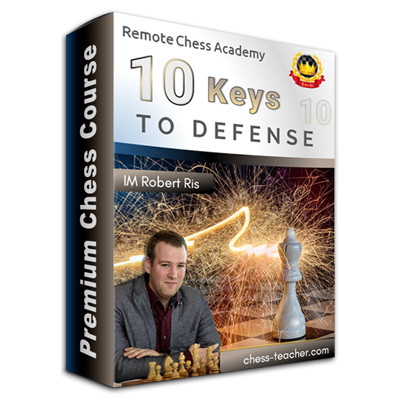 Remote Chess Academy
10 Keys
10
TO DEFENSE
IM Robert Ris
chess-teacher.com
Premium Chess Course